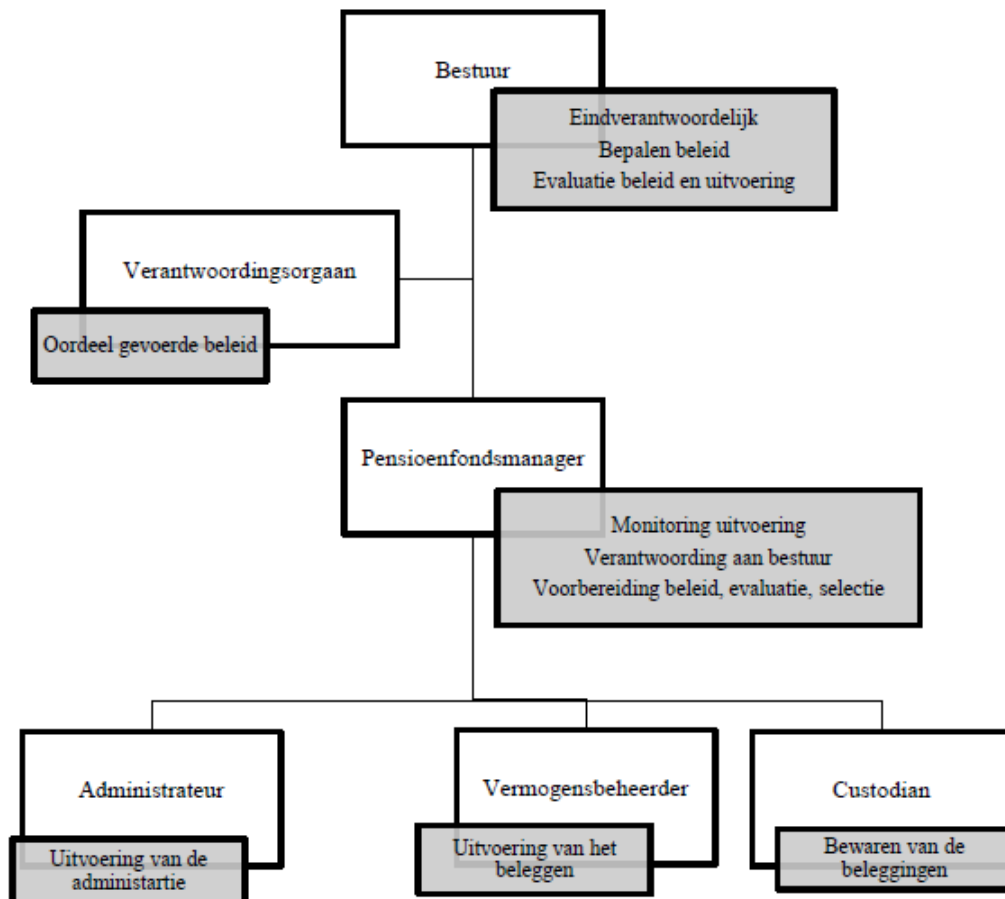 Bestuur
Eindverantwoordelijk
Bepalen beleid
Evaluatie beleid en uitvoering
Verantwoordingsorgaan
Oordeel gevoerde beleid
Pensioenfondsmanager
Monitoring uitvoering
Verantwoording aan bestuur
Voorbereiding beleid, evaluatie, selectie
Administrateur
Uitvoering van de
administartie
Vermogensbeheerder
Uitvoering van het
beleggen
Custodian
Bewaren van de
beleggingen